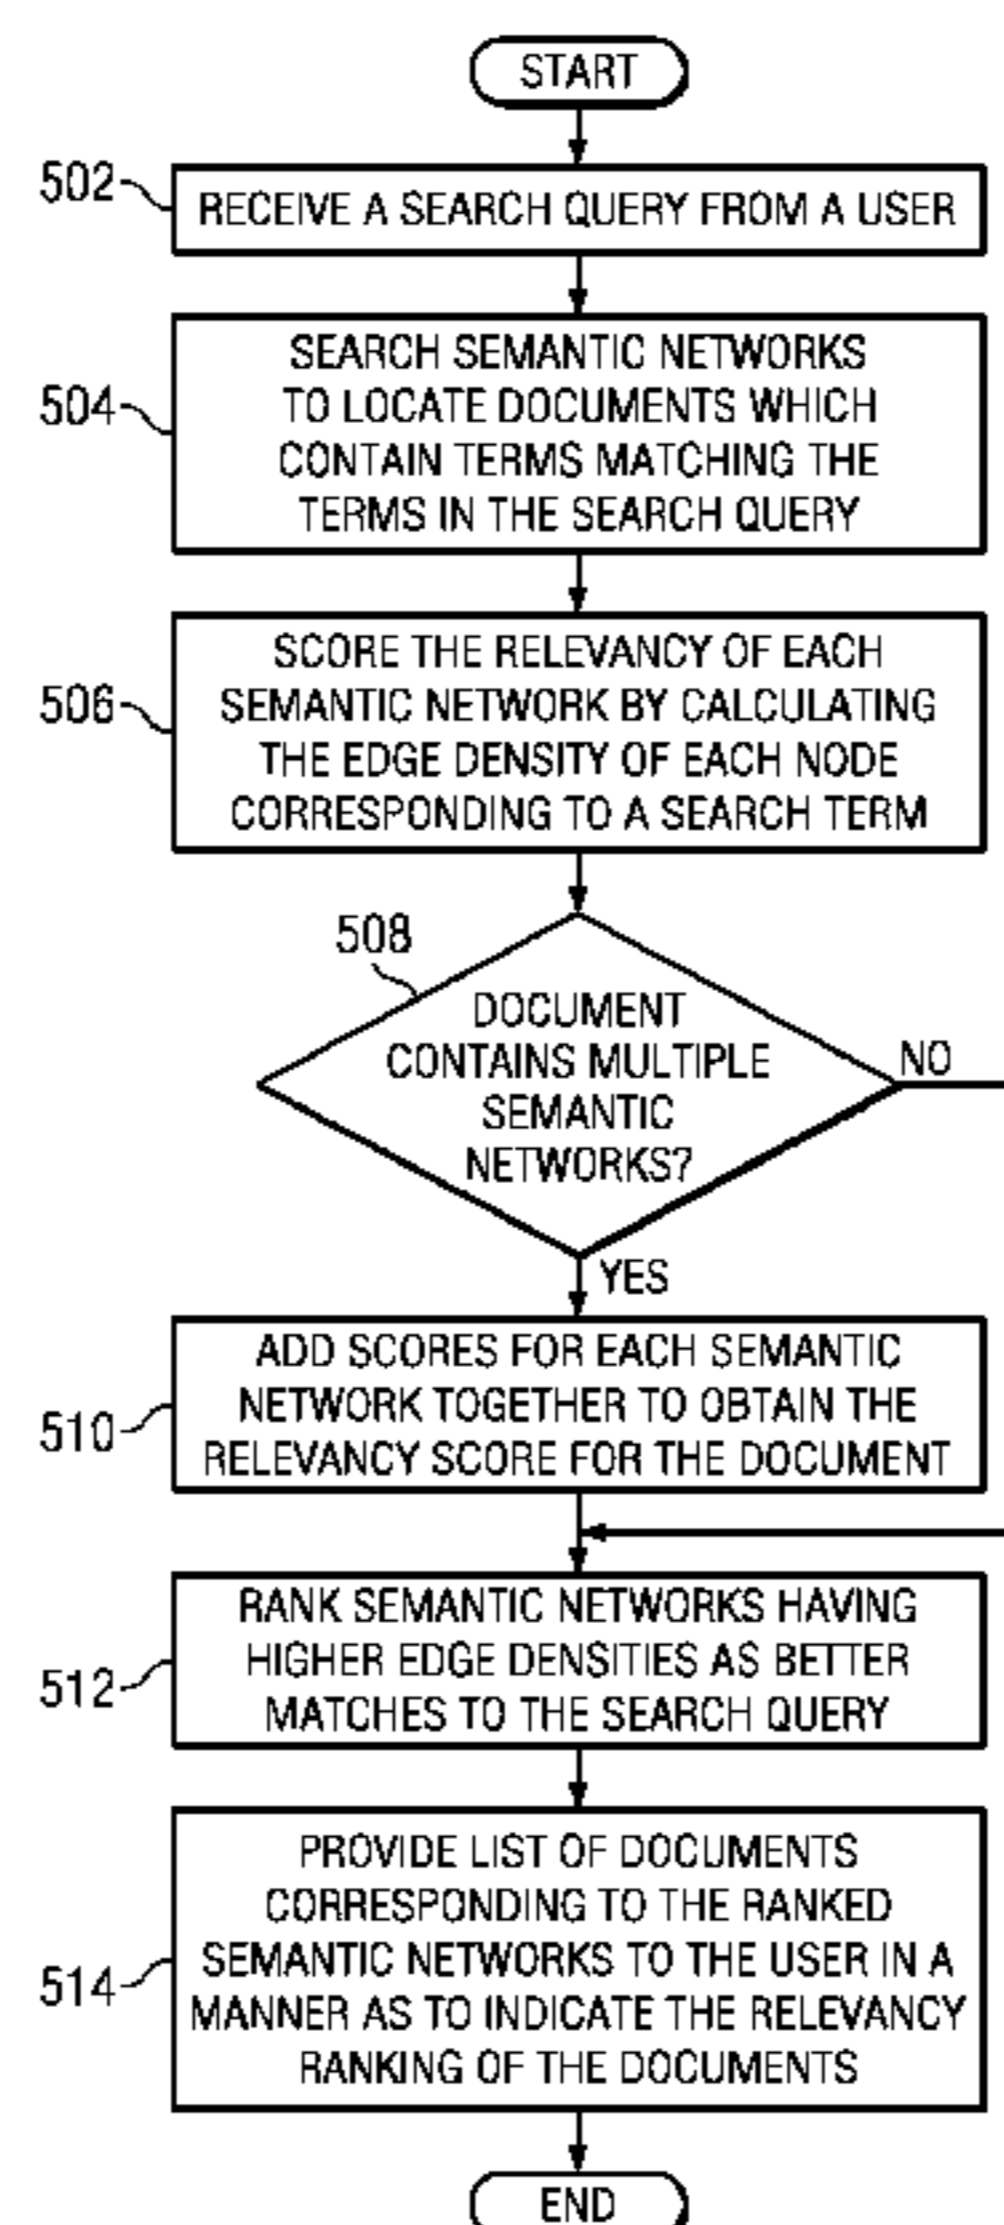 START
502
RECEIVE A SEARCH QUERY FROM A USER
504
SEARCH SEMANTIC NETWORKS
TO LOCATE DOCUMENTS WHICH
CONTAIN TERMS MATCHING THE
TERMS IN THE SEARCH QUERY
506
SCORE THE RELEVANCY OF EACH
SEMANTIC NETWORK BY CALCULATING
THE EDGE DENSITY OF EACH NODE
CORRESPONDING TO A SEARCH TERM
508
DOCUMENT
CONTAINS MULTIPLE
SEMANTIC
NETWORKS?
NO
YES
510
ADD SCORES FOR EACH SEMANTIC
NETWORK TOGETHER TO OBTAIN THE
RELEVANCY SCORE FOR THE DOCUMENT
512
RANK SEMANTIC NETWORKS HAVING
HIGHER EDGE DENSITIES AS BETTER
MATCHES TO THE SEARCH QUERY
514
PROVIDE LIST OF DOCUMENTS
CORRESPONDING TO THE RANKED
SEMANTIC NETWORKS TO THE USER IN A
MANNER AS TO INDICATE THE RELEVANCY
RANKING OF THE DOCUMENTS
END